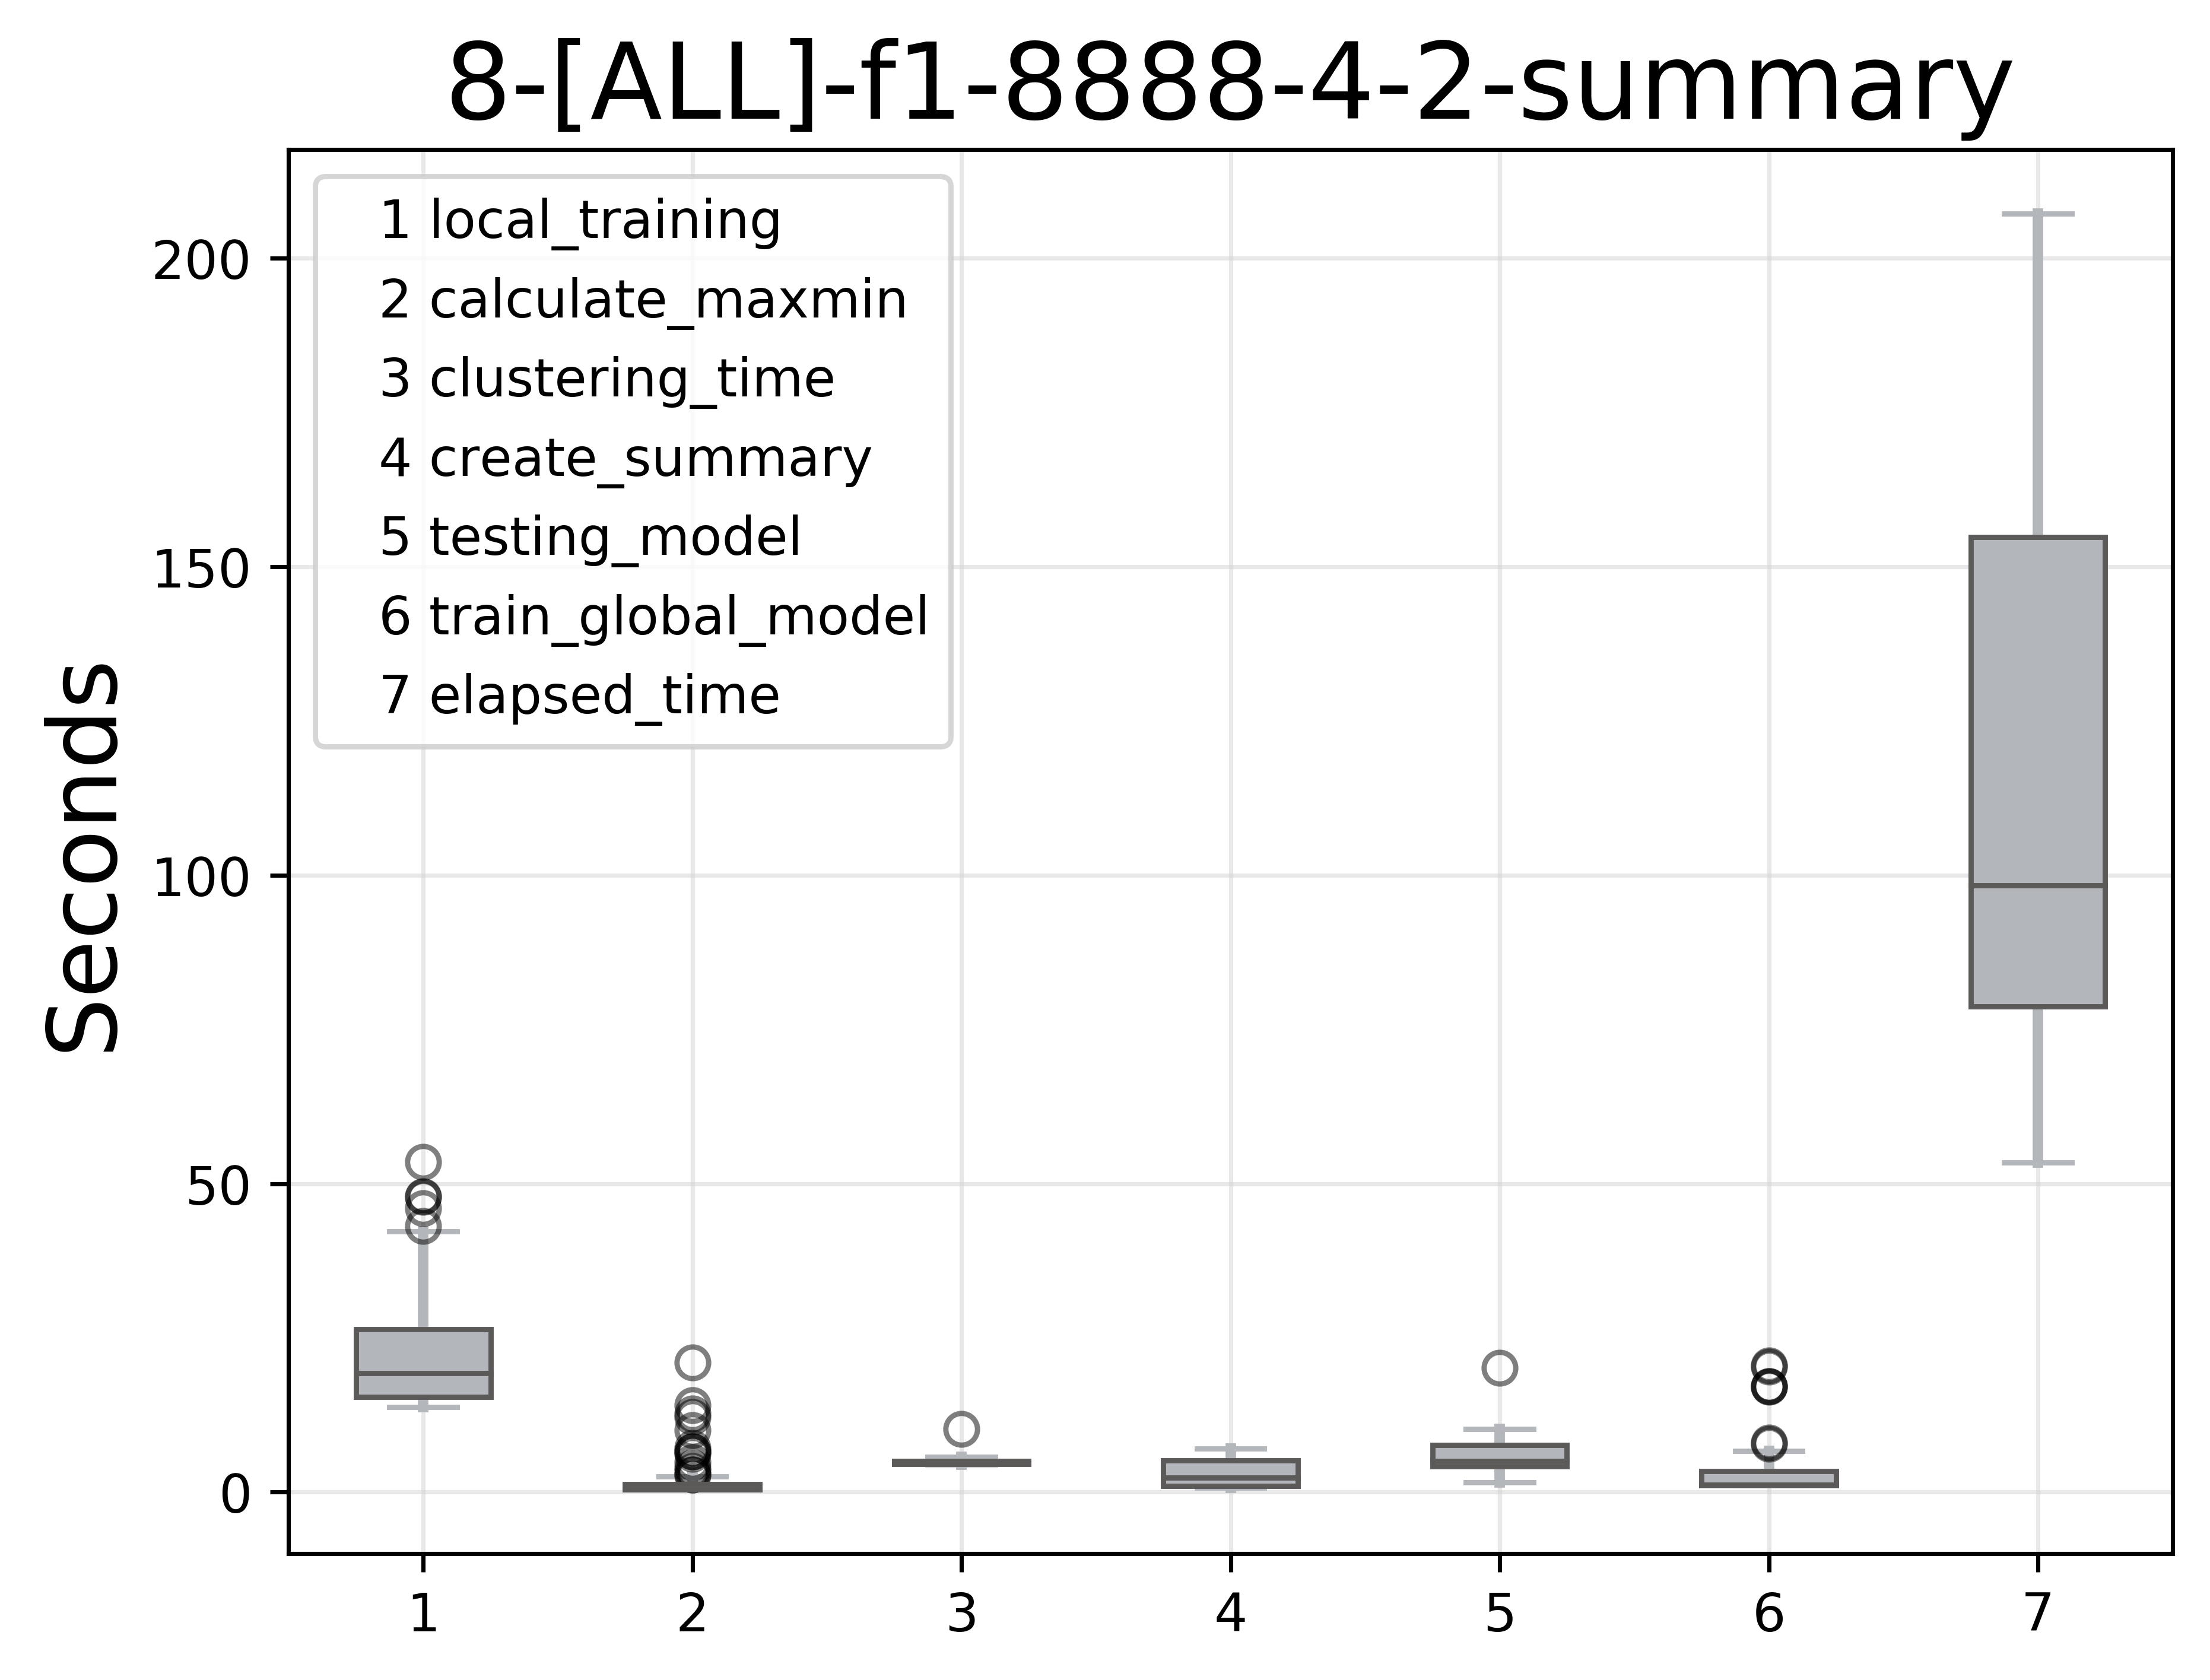 8-[ALL]-f1-8888-4-2-summary
1 local_training
2 calculate_maxmin
3 clustering_time
4 create_summary
5 testing_model
6 train_global_model
7 elapsed_time
Seconds
200
150
100
50
0
1 2 3 4 5 6 7